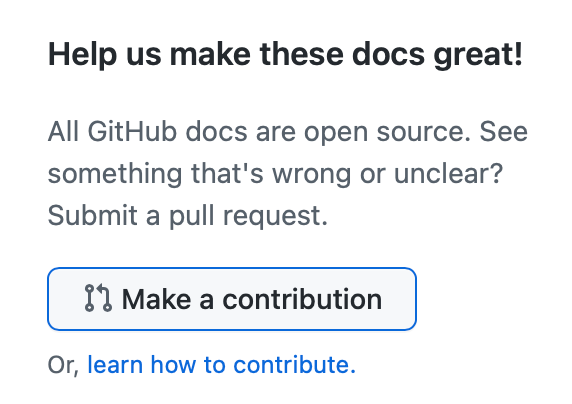 Help us make these docs great!
All GitHub docs are open source. See
something that's wrong or unclear?
Submit a pull request.
Make a contribution
Or, learn how to contribute.